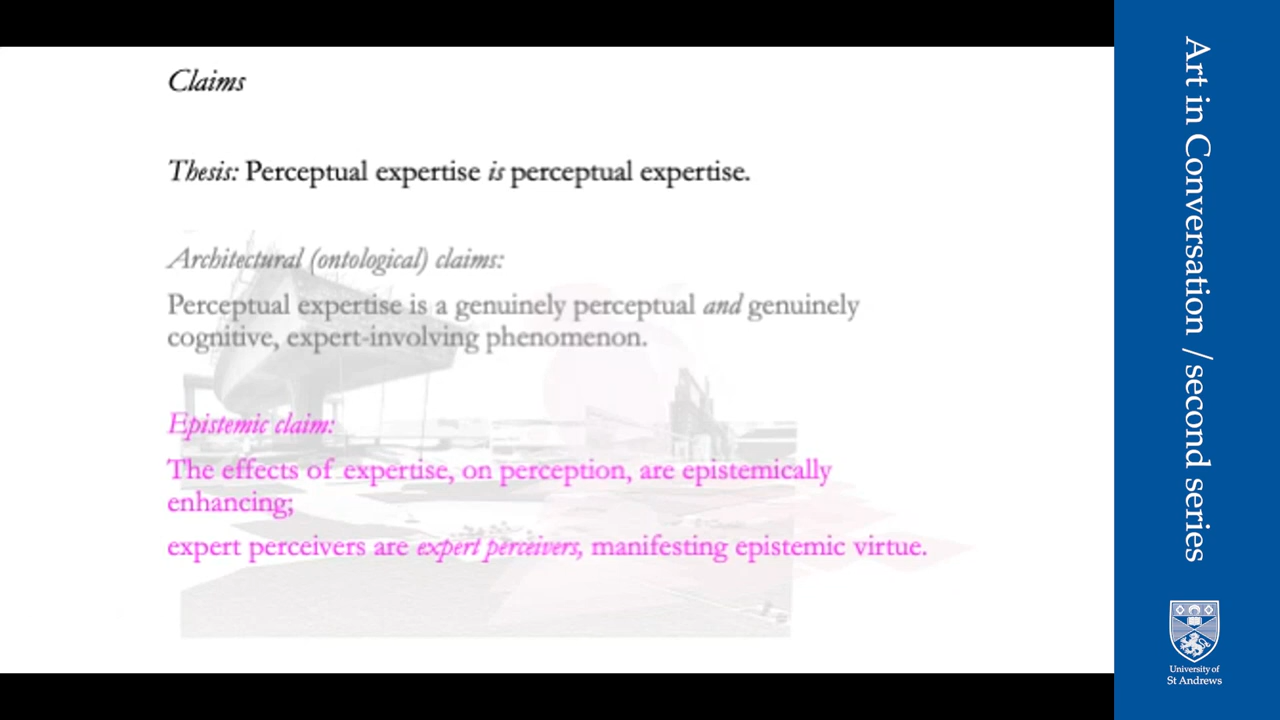 Claims
Thesis: Perceptual expertise is perceptual expertise.
Architectural (ontological) claims:
Perceptual expertise is a genuinely perceptual and genuinely
cognitive, expert-involving phenomenon.
Epistemic claim:
The effects of expertise, on perception, are epistemically
enhancing;
expert perceivers are expert perceivers, manifesting epistemic virtue.
Art in Conversation / second series
University of
St Andrews